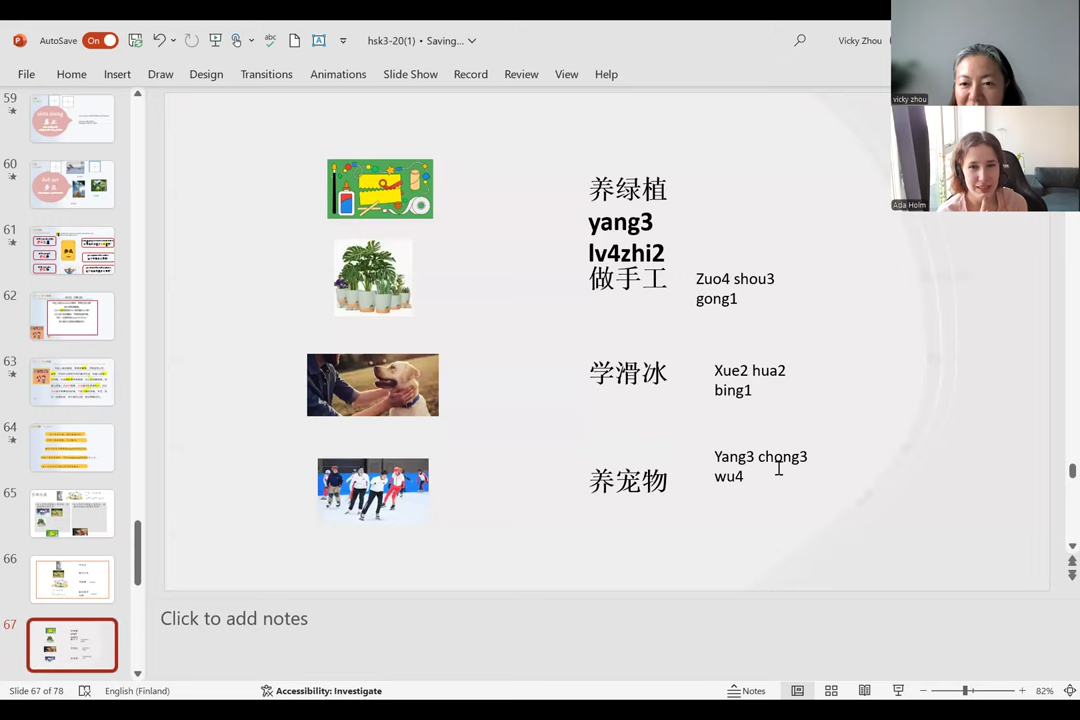 AutoSave
On
hsk3-20(1) • Saving...
Vicky Zhou
File Home Insert Draw Design Transitions Animations Slide Show Record Review View Help
vicky zhou
Ada Holm
59
60
61
62
63
64
65
66
67
养绿植
yang3
lv4zhi2
做手工
Zuo4 shou3
gong1
学滑冰
Xue2 hua2
bing1
养宠物
Yang3 chong3
wu4
Click to add notes
Slide 67 of 78 English (Finland) Accessibility: Investigate Notes 82%